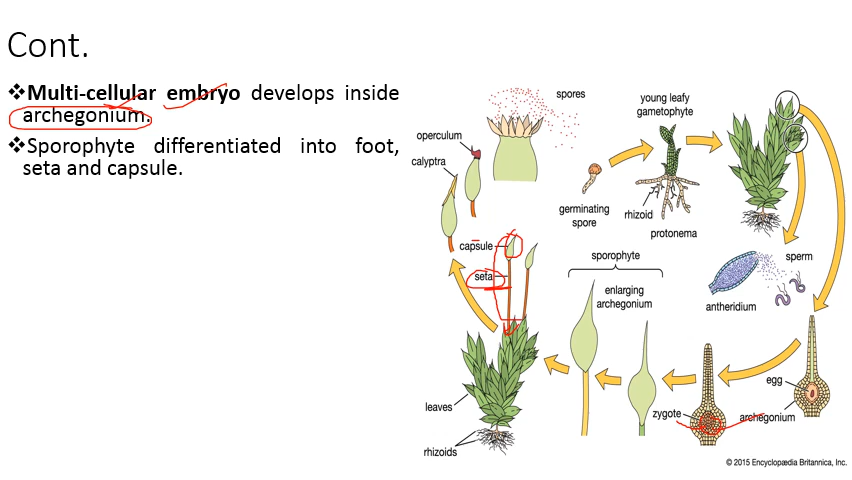 Cont.
❖Multi-cellular embryo develops inside
archegonium.
❖Sporophyte differentiated into foot,
seta and capsule.
spores
young leafy
gametophyte
operculum
calyptra
germinating
spore
rhizoid
protonema
capsule
seta
sporophyte
enlarging
archegonium
sperm
antheridium
egg
zygote
archegonium
leaves
rhizoids
© 2015 Encyclopædia Britannica, Inc.